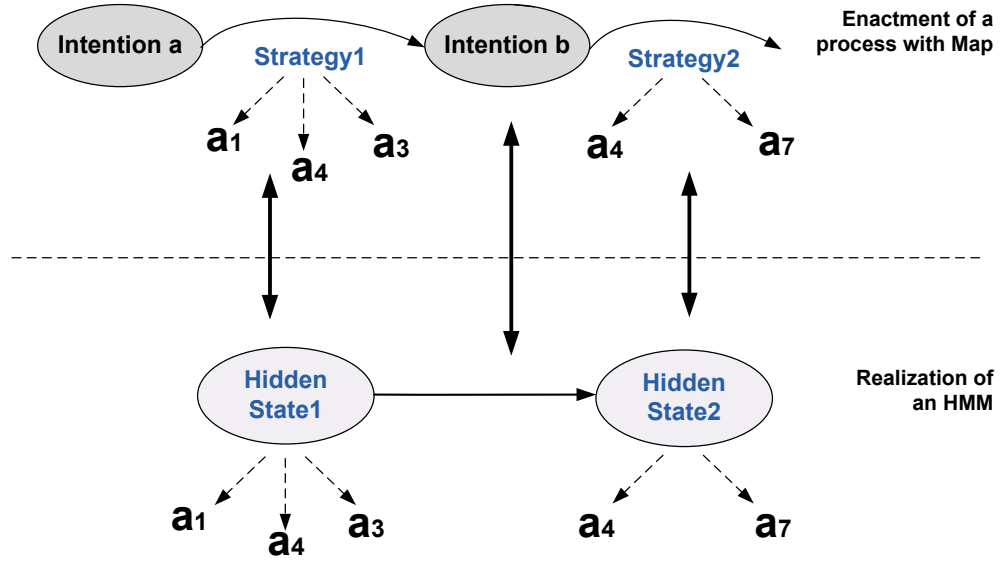 Intention a
Intention b
Enactment of a
process with Map
Strategy1
Strategy2
a1
a4
a3
a4
a7
Hidden
State1
Hidden
State2
Realization of
an HMM
a1
a4
a3
a4
a7